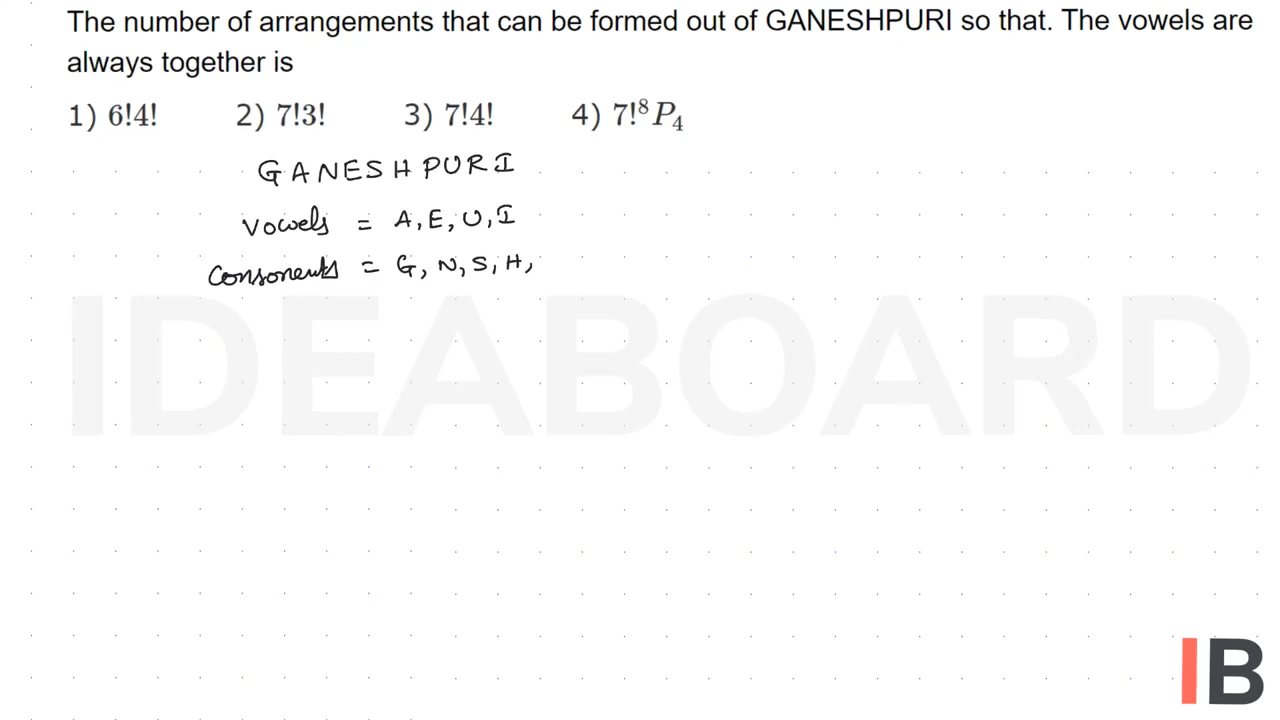 The number of arrangements that can be formed out of GANESHPURI so that. The vowels are
always together is
1) 6!4! 2) 7!3! 3) 7!4! 4) 7!⁸P₄
GANESHPURI
Vowels = A, E, U, I
Consonents = G, N, S, H,
IDEABOARD
IB